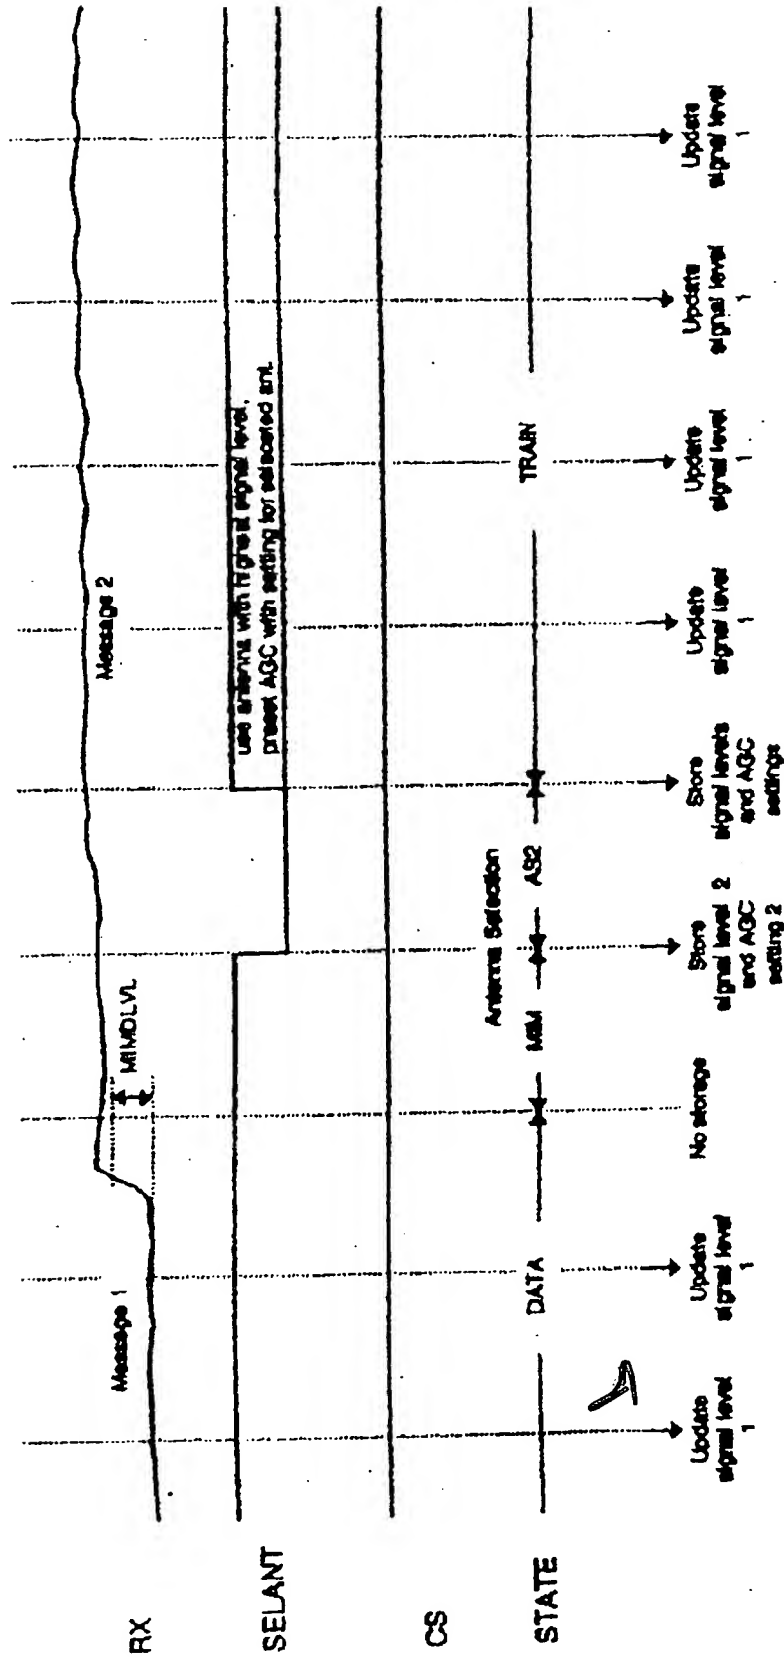 RX
Message 1
MIMDLVL
Message 2
SELANT
use antenna with highest signal level,
preset AGC with setting for selected ant.
CS
STATE
DATA
MIM
Antenna Selection
AS2
TRAIN
Update
signal level
1
Update
signal level
1
No storage
Store
signal level 2
and AGC
setting 2
Store
signal levels
and AGC
settings
Update
signal level
1
Update
signal level
1
Update
signal level
1
Update
signal level
1